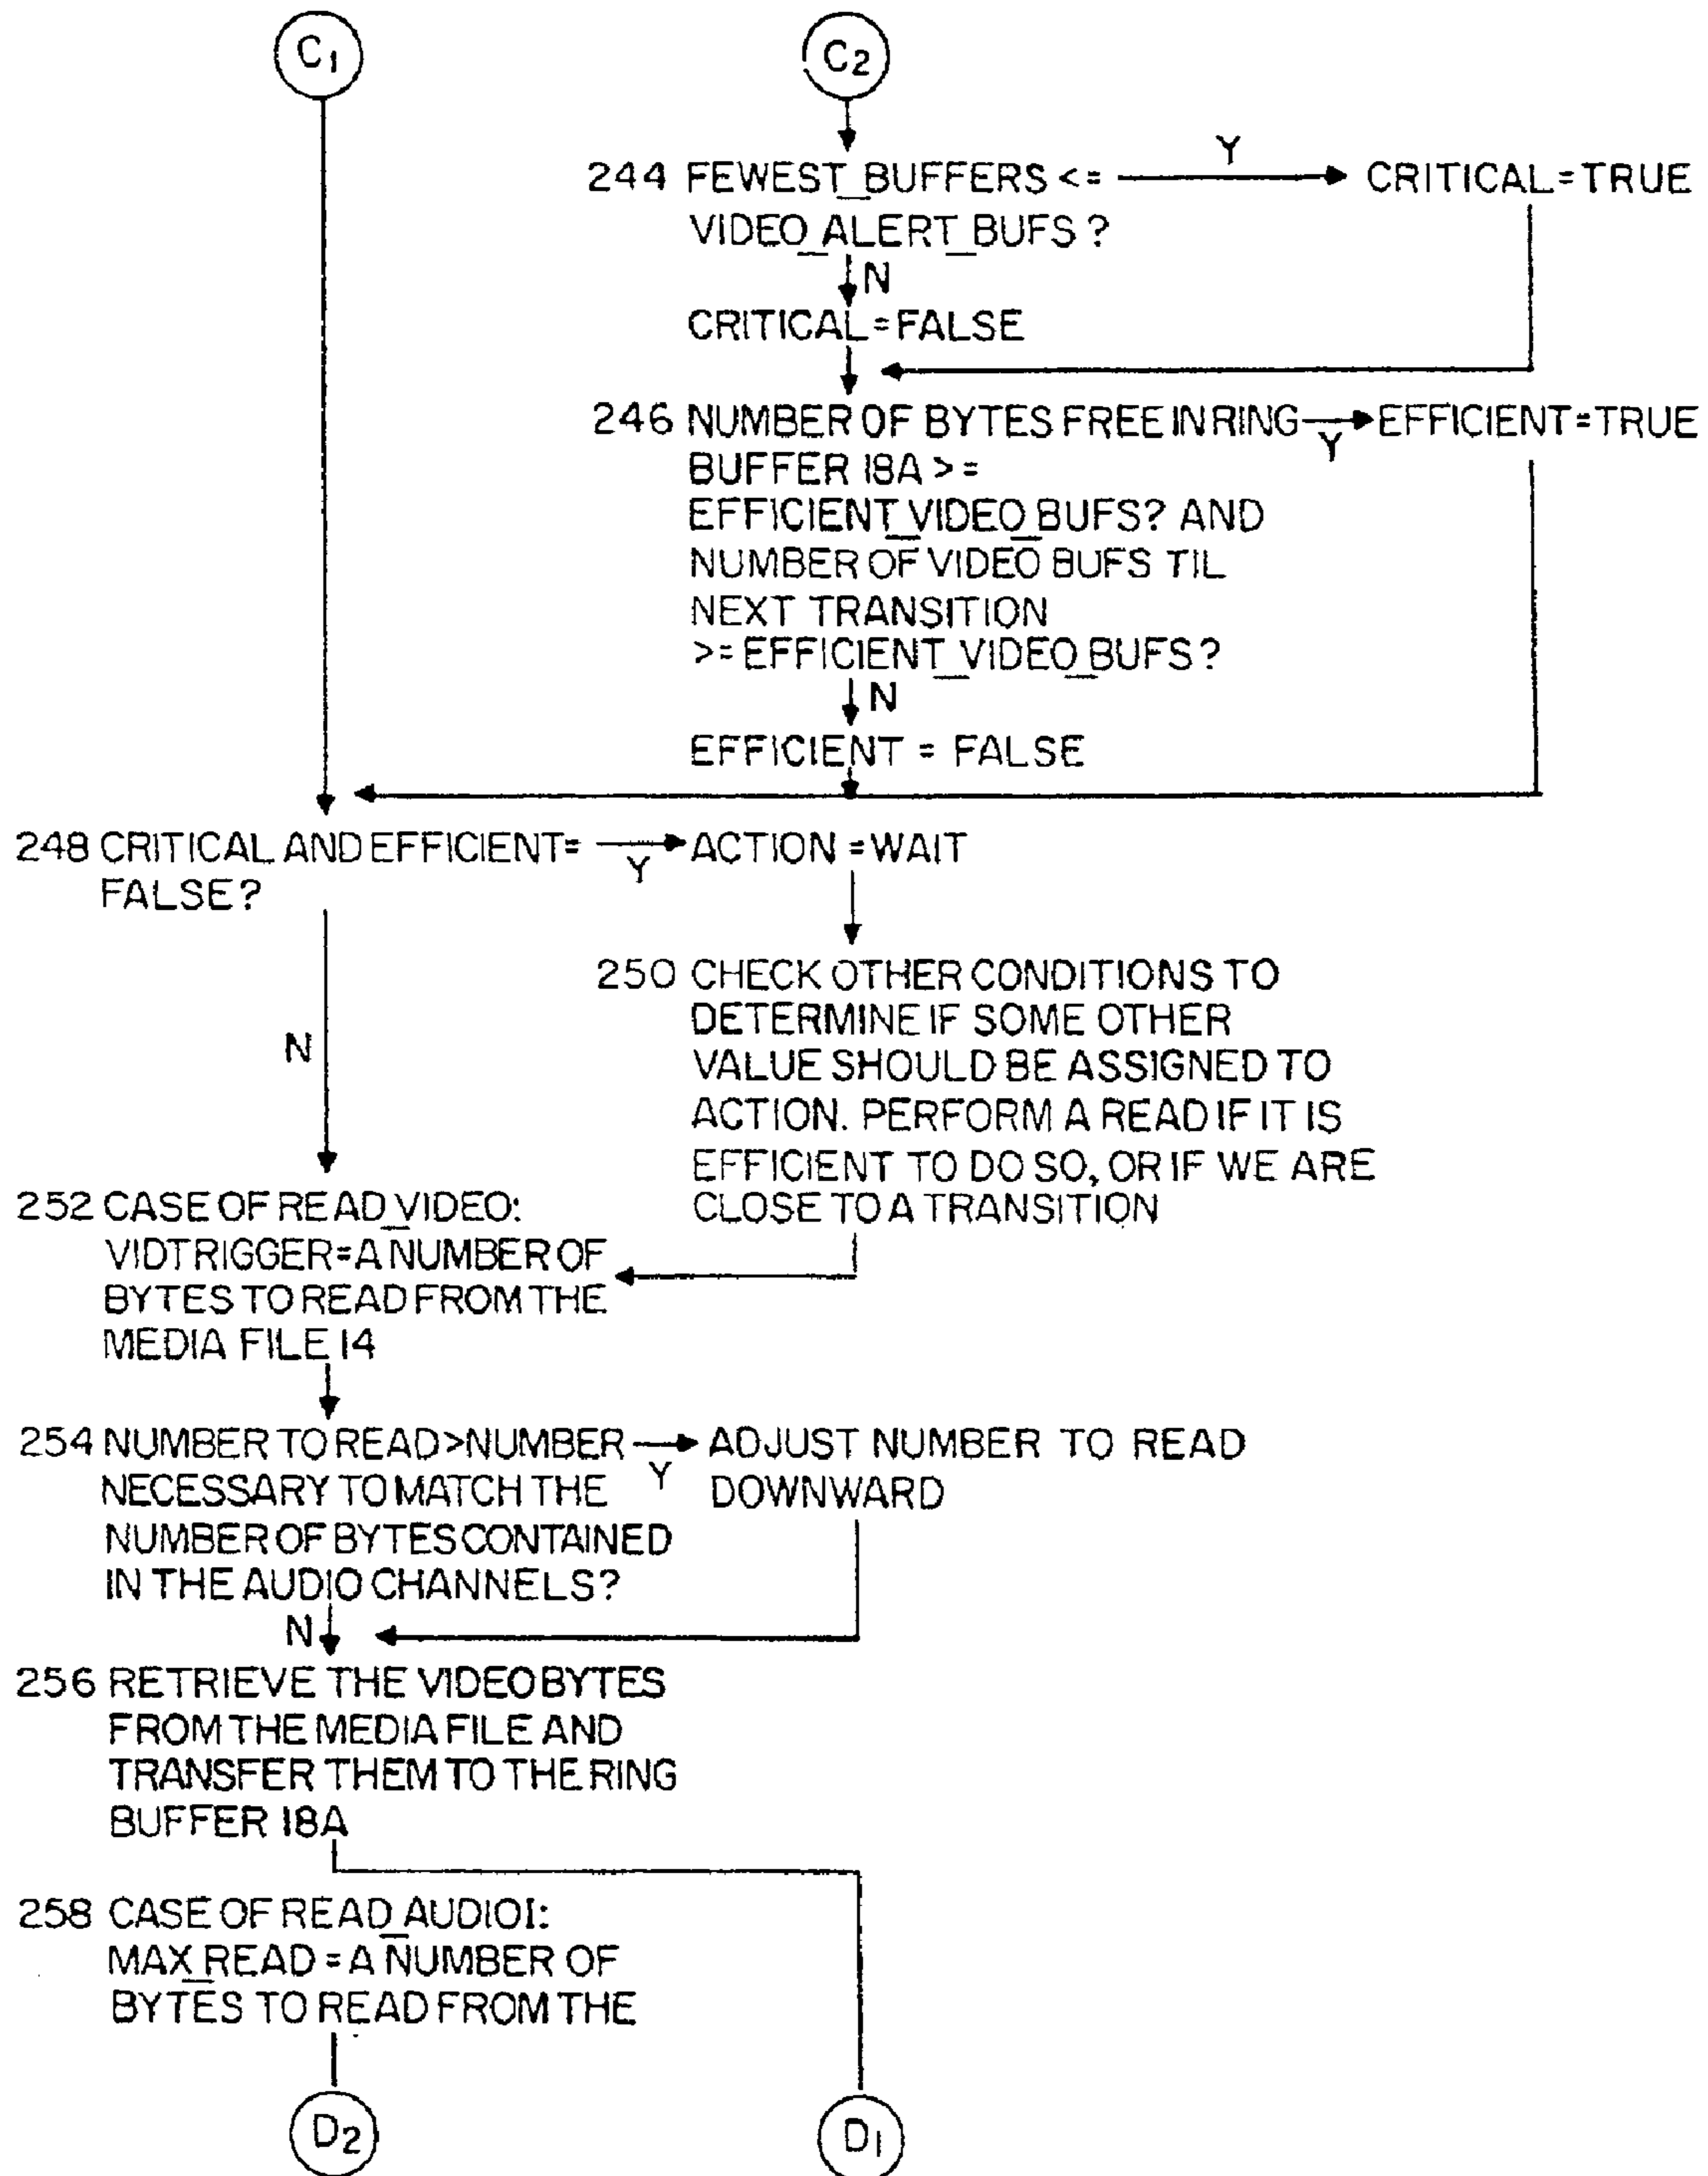 C1
C2
244 FEWEST_BUFFERS <=
VIDEO_ALERT_BUFS?
Y
CRITICAL=TRUE
N
CRITICAL=FALSE
246 NUMBER OF BYTES FREE IN RING
BUFFER 18A >=
EFFICIENT_VIDEO_BUFS? AND
NUMBER OF VIDEO BUFS TIL
NEXT TRANSITION
>=EFFICIENT_VIDEO_BUFS?
Y
EFFICIENT=TRUE
N
EFFICIENT = FALSE
248 CRITICAL AND EFFICIENT=
FALSE?
Y
ACTION=WAIT
N
250 CHECK OTHER CONDITIONS TO
DETERMINE IF SOME OTHER
VALUE SHOULD BE ASSIGNED TO
ACTION. PERFORM A READ IF IT IS
EFFICIENT TO DO SO, OR IF WE ARE
CLOSE TO A TRANSITION
252 CASE OF READ_VIDEO:
VIDTRIGGER=A NUMBER OF
BYTES TO READ FROM THE
MEDIA FILE 14
254 NUMBER TO READ>NUMBER
NECESSARY TO MATCH THE
NUMBER OF BYTES CONTAINED
IN THE AUDIO CHANNELS?
Y
ADJUST NUMBER TO READ
DOWNWARD
N
256 RETRIEVE THE VIDEO BYTES
FROM THE MEDIA FILE AND
TRANSFER THEM TO THE RING
BUFFER 18A
258 CASE OF READ_AUDIO1:
MAX_READ = A NUMBER OF
BYTES TO READ FROM THE
D2
D1